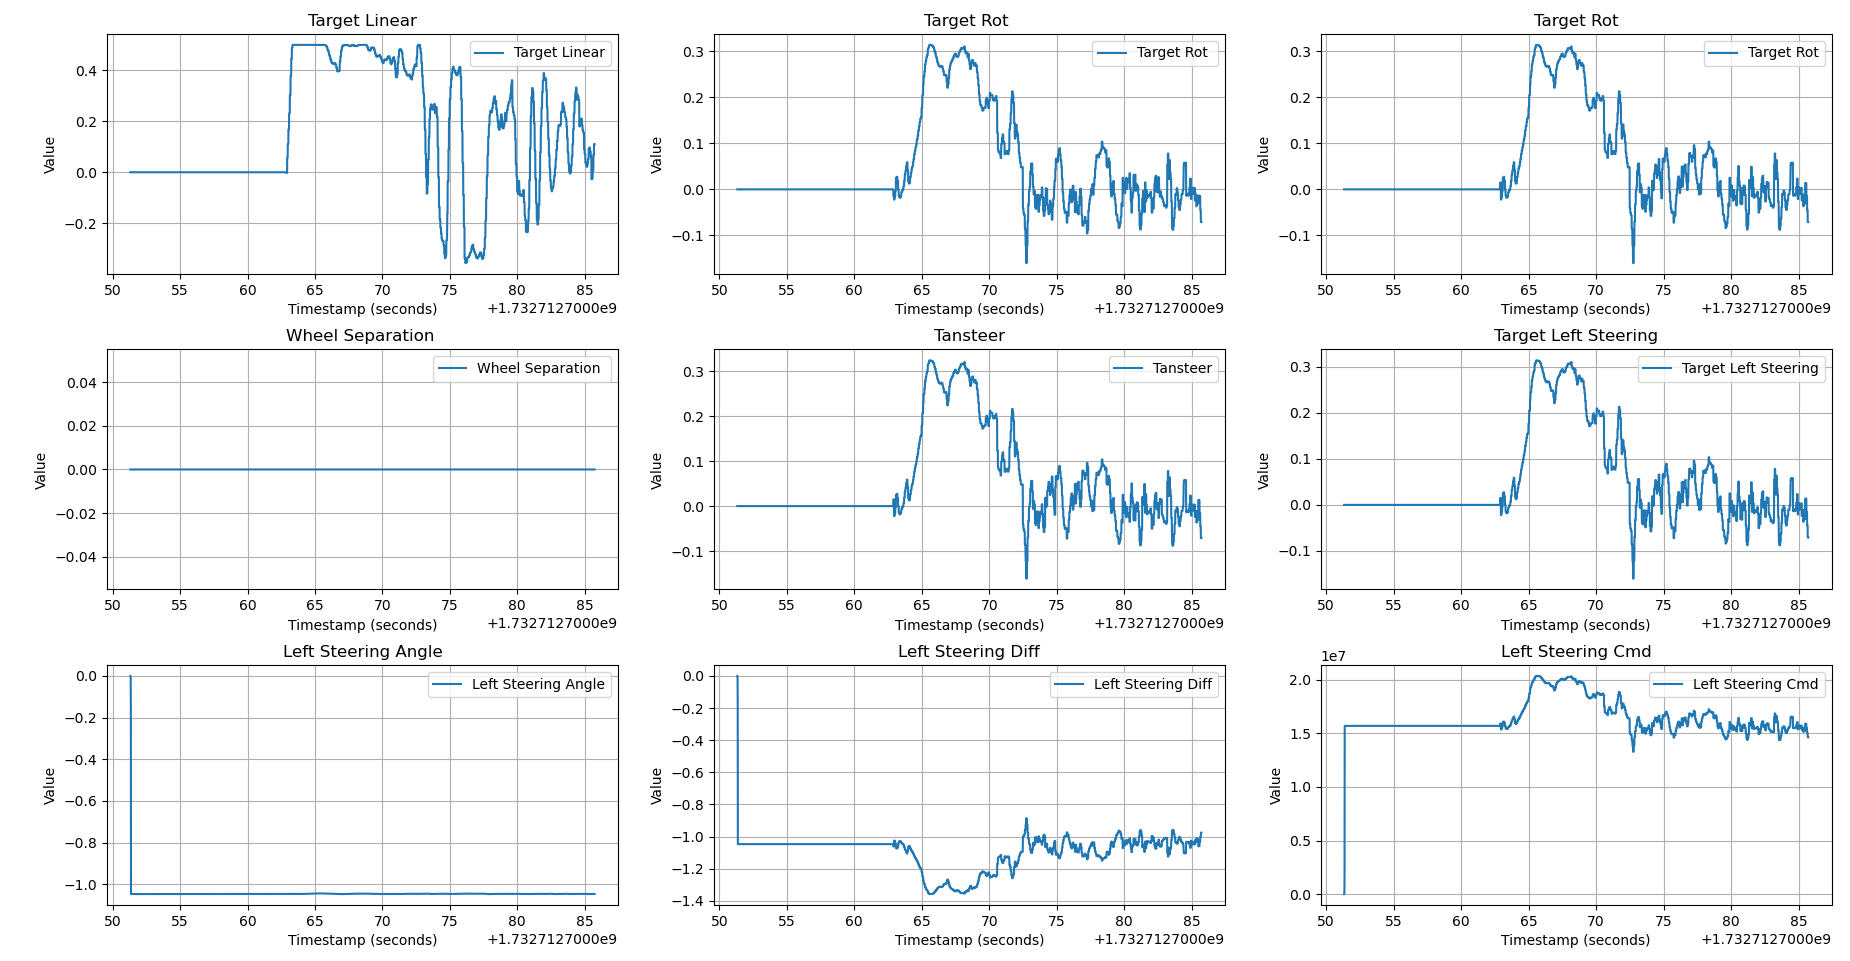 Target Linear
Target Linear
0.4
0.2
0.0
−0.2
Value
50 55 60 65 70 75 80 85
Timestamp (seconds)
+1.7327127000e9
Target Rot
Target Rot
0.3
0.2
0.1
0.0
−0.1
Value
50 55 60 65 70 75 80 85
Timestamp (seconds)
+1.7327127000e9
Target Rot
Target Rot
0.3
0.2
0.1
0.0
−0.1
Value
50 55 60 65 70 75 80 85
Timestamp (seconds)
+1.7327127000e9
Wheel Separation
Wheel Separation
0.04
0.02
0.00
−0.02
−0.04
Value
50 55 60 65 70 75 80 85
Timestamp (seconds)
+1.7327127000e9
Tansteer
Tansteer
0.3
0.2
0.1
0.0
−0.1
Value
50 55 60 65 70 75 80 85
Timestamp (seconds)
+1.7327127000e9
Target Left Steering
Target Left Steering
0.3
0.2
0.1
0.0
−0.1
Value
50 55 60 65 70 75 80 85
Timestamp (seconds)
+1.7327127000e9
Left Steering Angle
Left Steering Angle
0.0
−0.2
−0.4
−0.6
−0.8
−1.0
Value
50 55 60 65 70 75 80 85
Timestamp (seconds)
+1.7327127000e9
Left Steering Diff
Left Steering Diff
0.0
−0.2
−0.4
−0.6
−0.8
−1.0
−1.2
−1.4
Value
50 55 60 65 70 75 80 85
Timestamp (seconds)
+1.7327127000e9
Left Steering Cmd
1e7
Left Steering Cmd
2.0
1.5
1.0
0.5
0.0
Value
50 55 60 65 70 75 80 85
Timestamp (seconds)
+1.7327127000e9